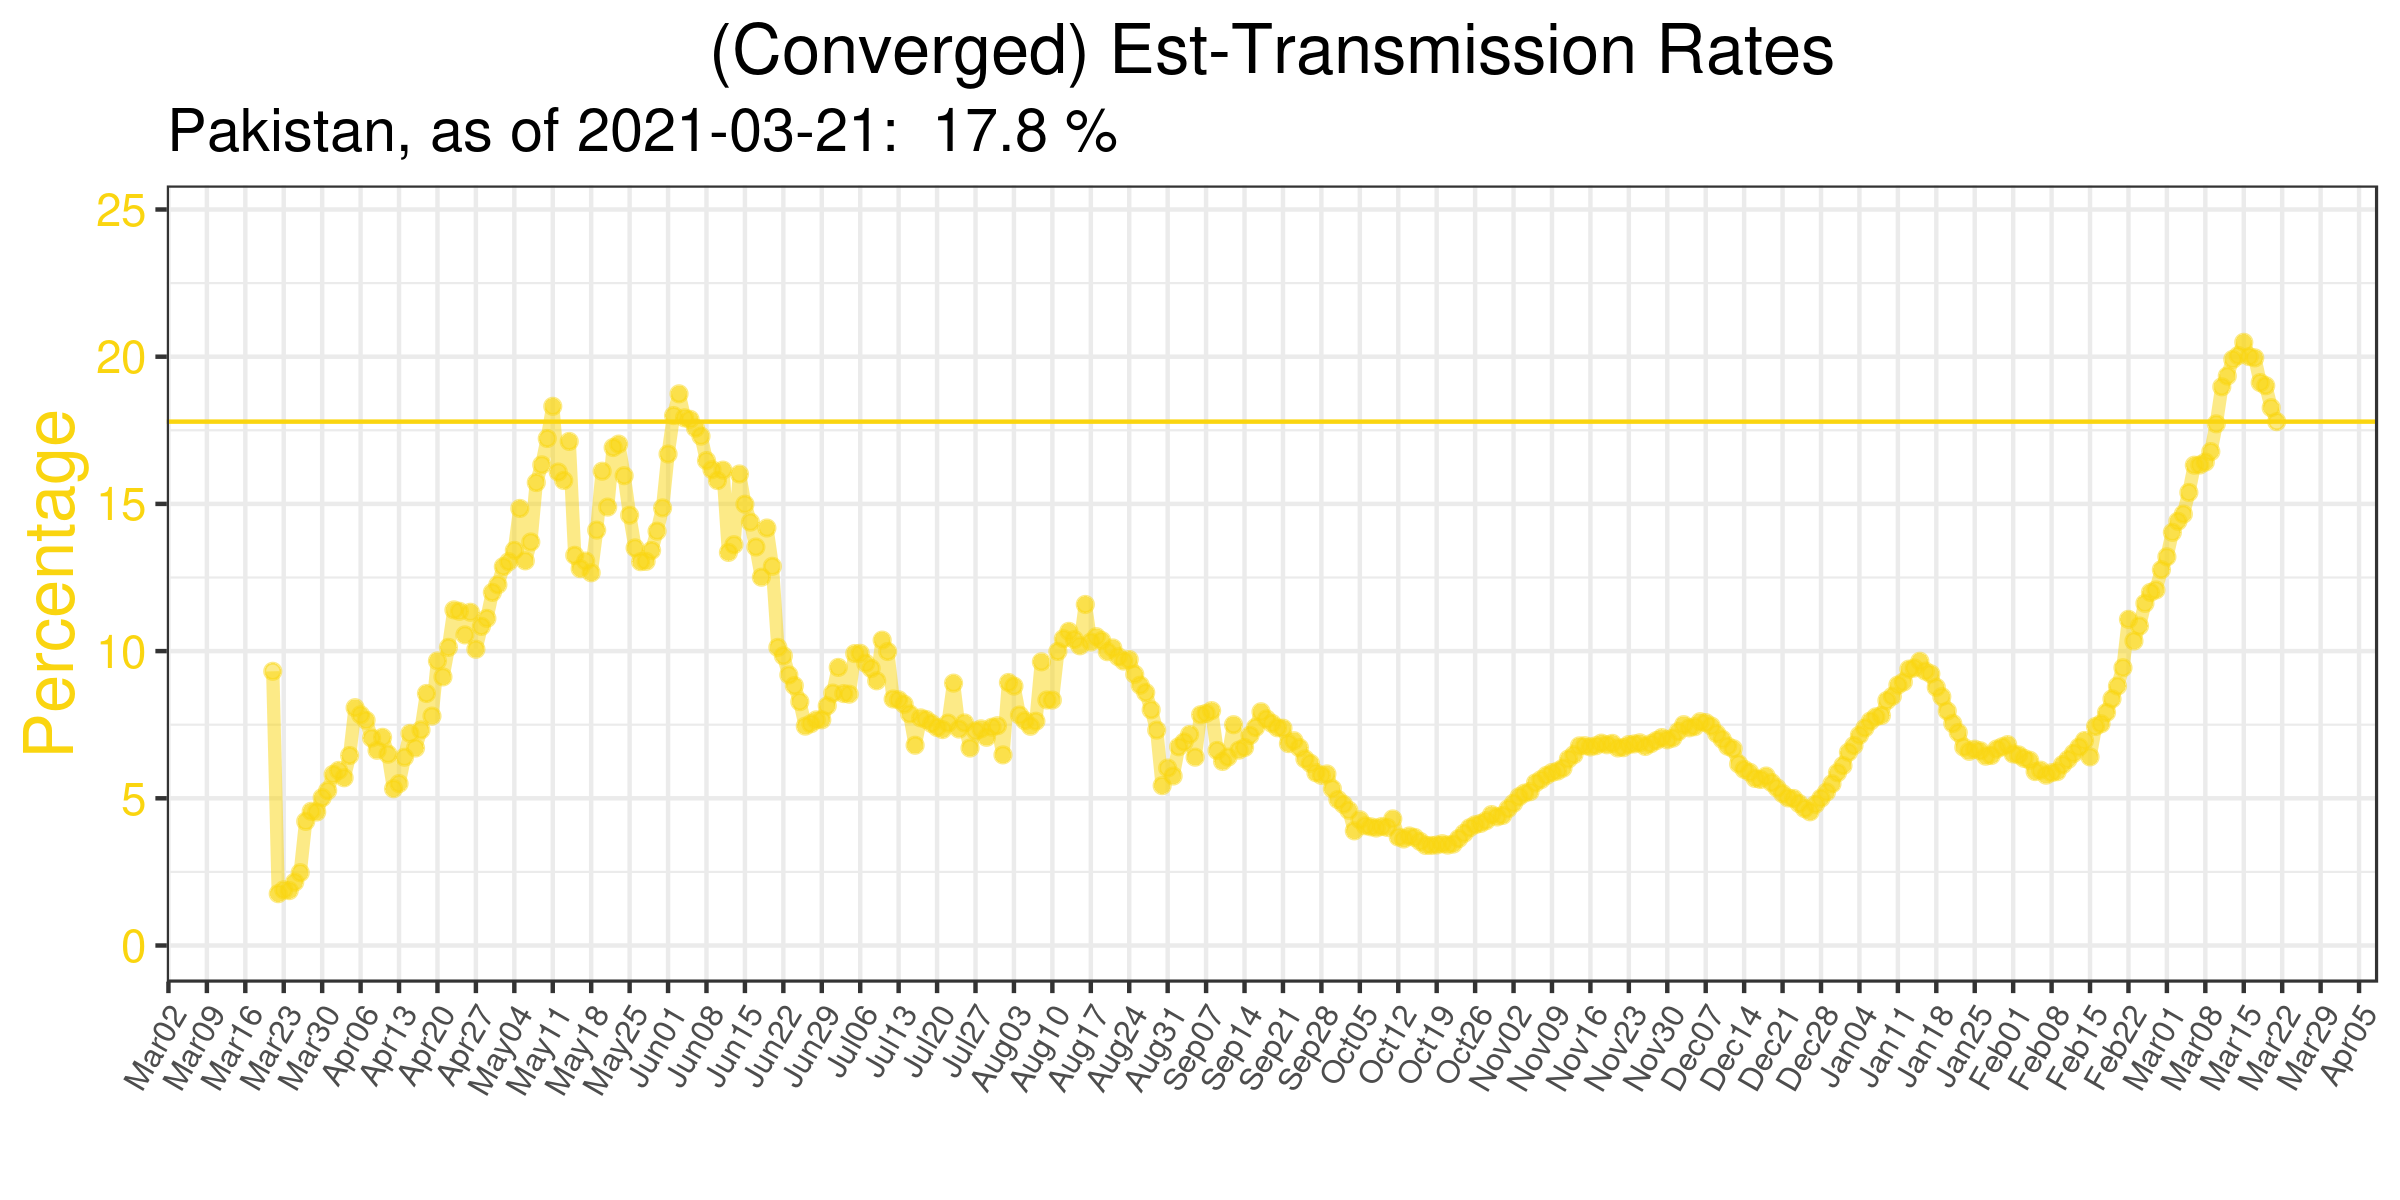 (Converged) Est-Transmission Rates
Pakistan, as of 2021-03-21:  17.8 %
Percentage
25
20
15
10
5
0
Mar02
Mar09
Mar16
Mar23
Mar30
Apr06
Apr13
Apr20
Apr27
May04
May11
May18
May25
Jun01
Jun08
Jun15
Jun22
Jun29
Jul06
Jul13
Jul20
Jul27
Aug03
Aug10
Aug17
Aug24
Aug31
Sep07
Sep14
Sep21
Sep28
Oct05
Oct12
Oct19
Oct26
Nov02
Nov09
Nov16
Nov23
Nov30
Dec07
Dec14
Dec21
Dec28
Jan04
Jan11
Jan18
Jan25
Feb01
Feb08
Feb15
Feb22
Mar01
Mar08
Mar15
Mar22
Mar29
Apr05